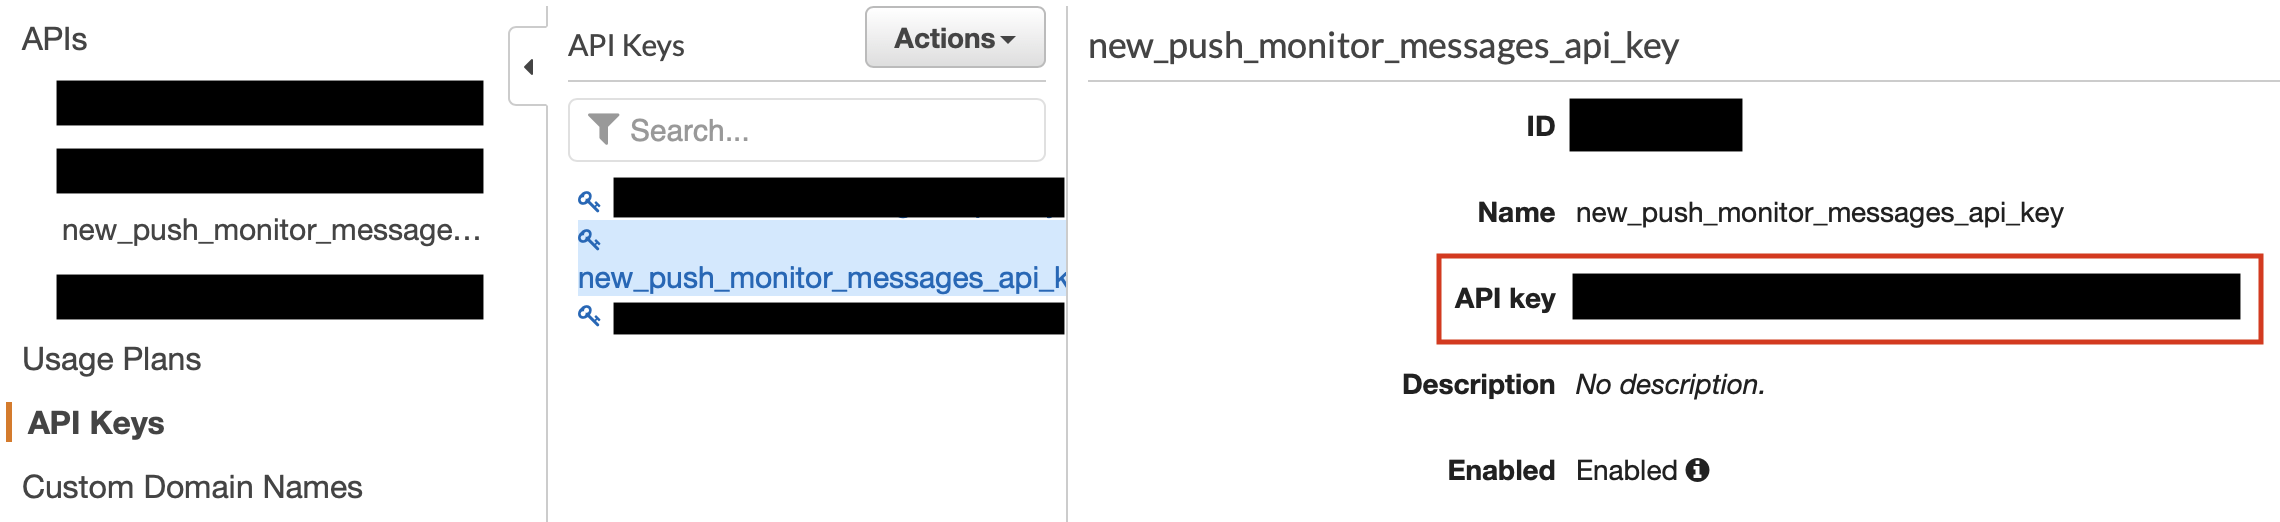 APIs
new_push_monitor_message...
Usage Plans
API Keys
Custom Domain Names
API Keys
Actions
Search...
new_push_monitor_messages_api_k
new_push_monitor_messages_api_key
ID
Name new_push_monitor_messages_api_key
API key
Description No description.
Enabled Enabled